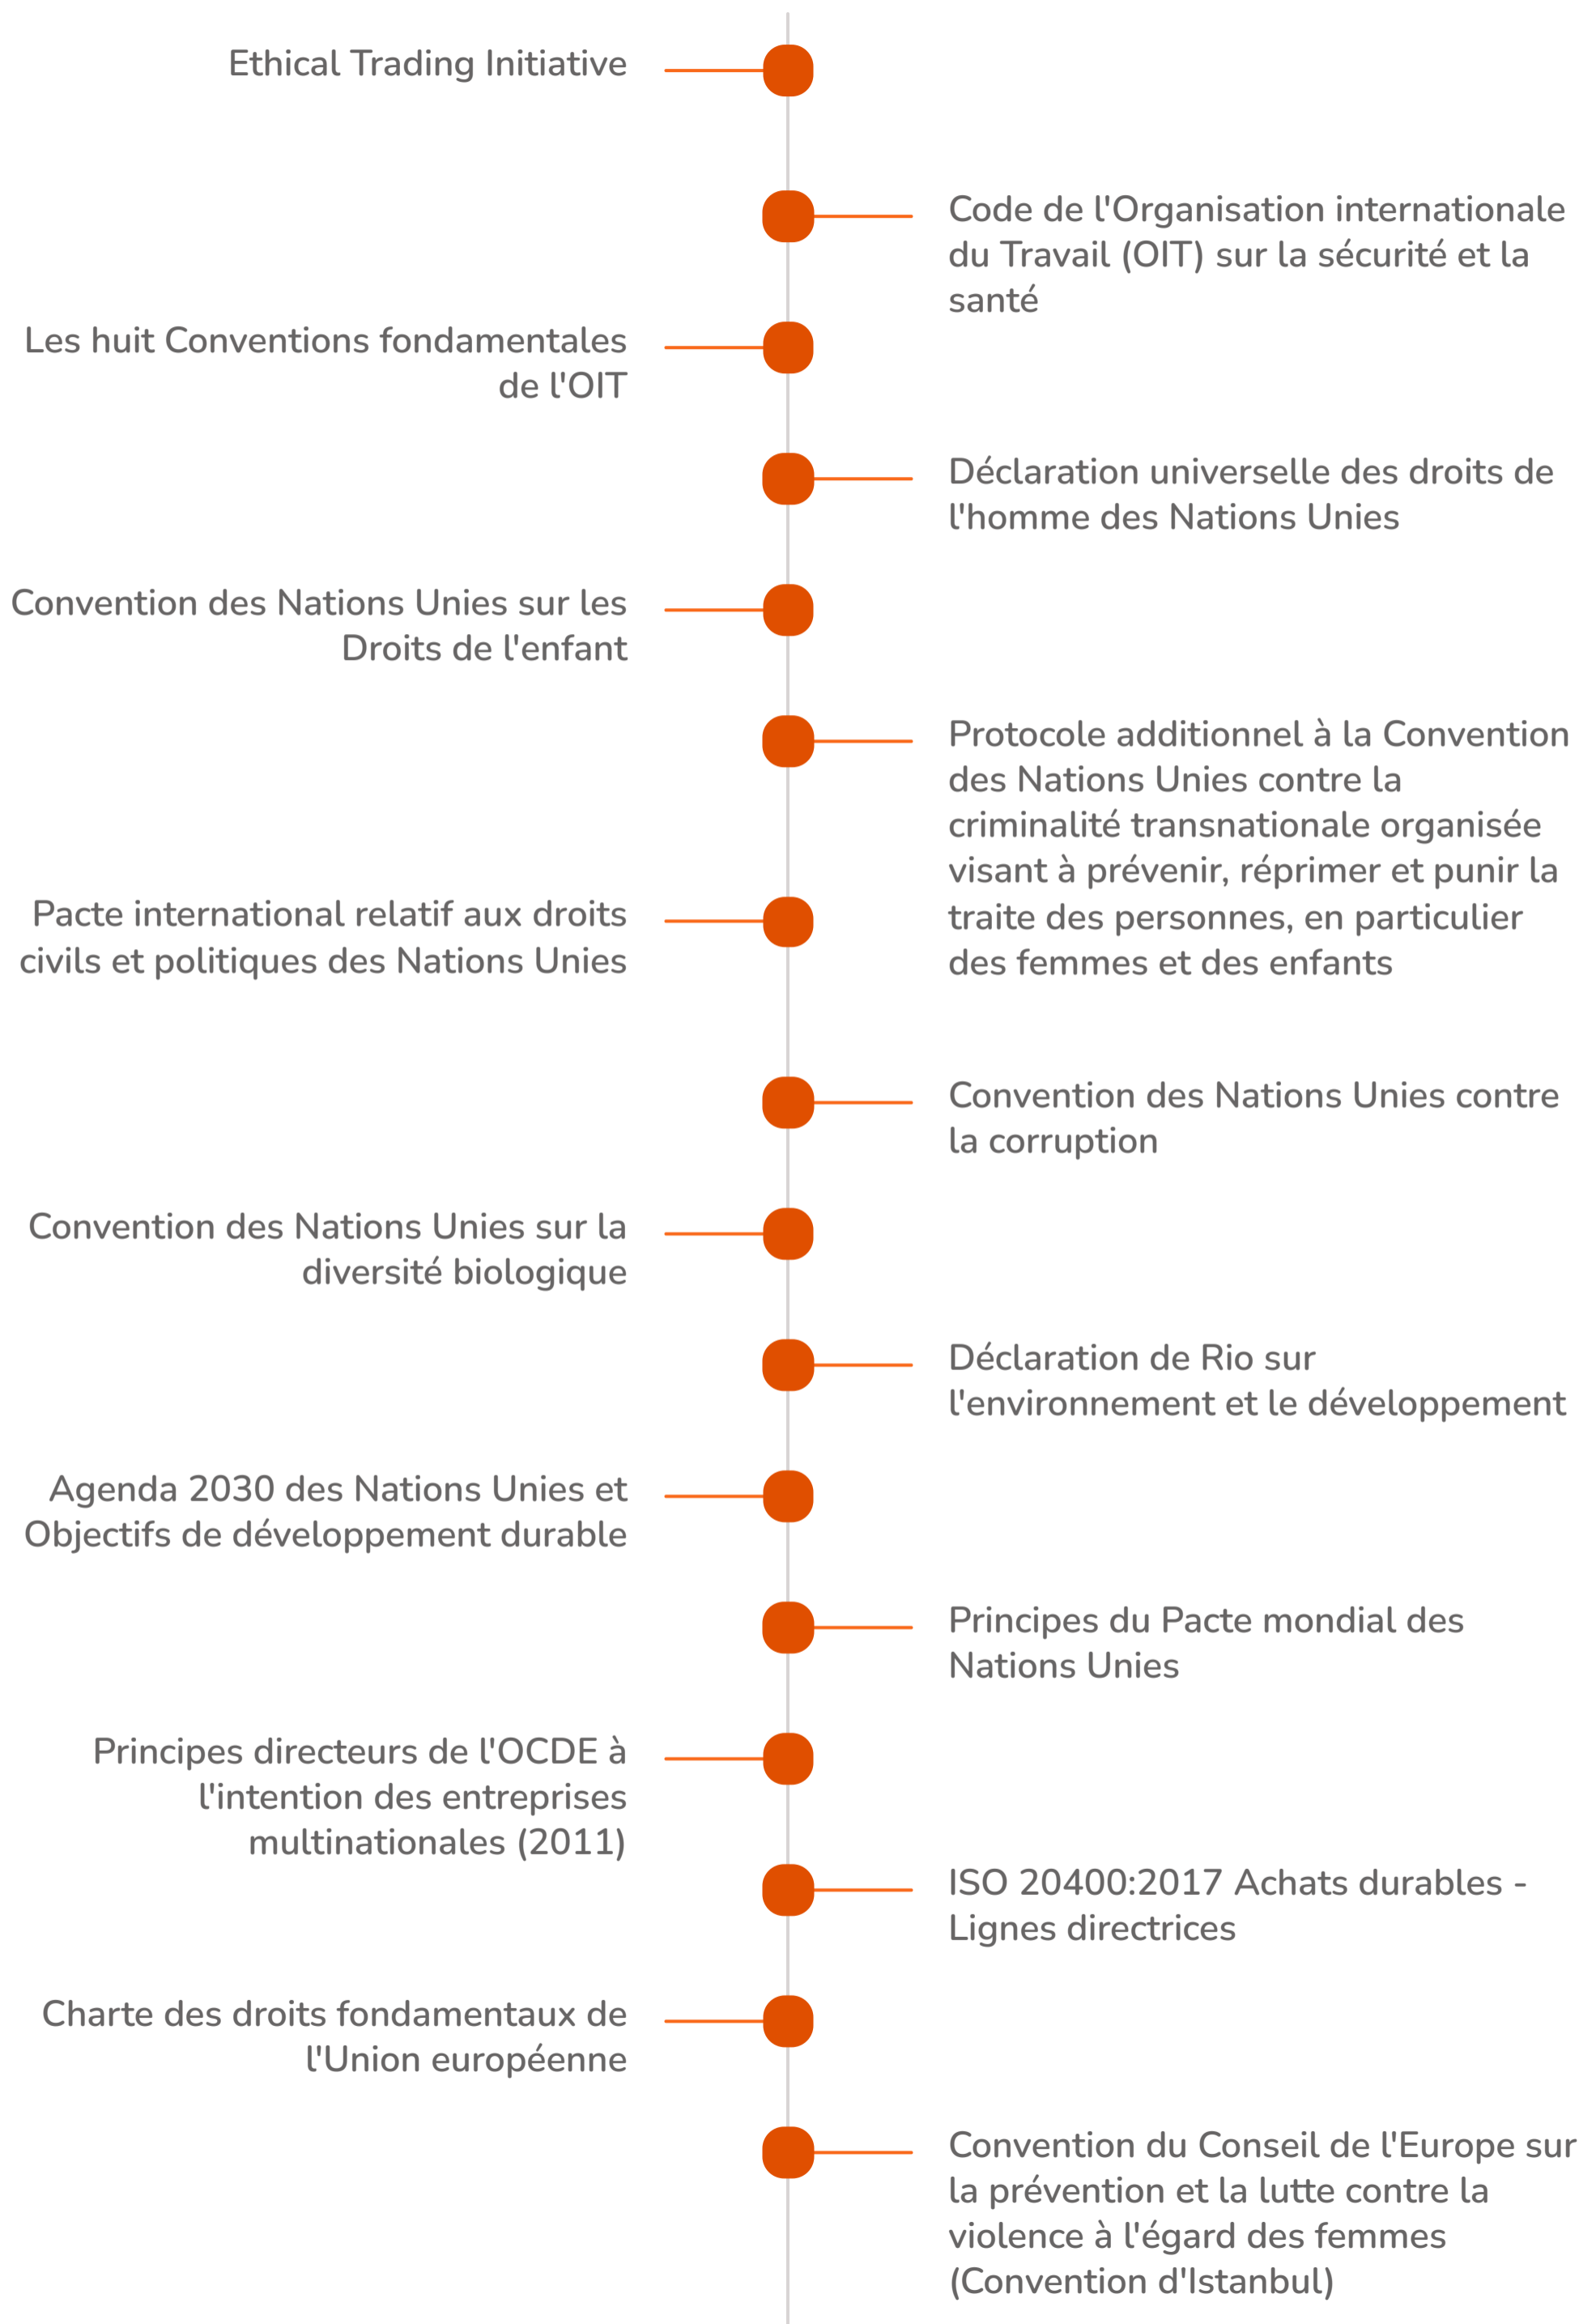 Ethical Trading Initiative
Code de l'Organisation internationale
du Travail (OIT) sur la sécurité et la
santé
Les huit Conventions fondamentales
de l'OIT
Déclaration universelle des droits de
l'homme des Nations Unies
Convention des Nations Unies sur les
Droits de l'enfant
Protocole additionnel à la Convention
des Nations Unies contre la
criminalité transnationale organisée
visant à prévenir, réprimer et punir la
traite des personnes, en particulier
des femmes et des enfants
Pacte international relatif aux droits
civils et politiques des Nations Unies
Convention des Nations Unies contre
la corruption
Convention des Nations Unies sur la
diversité biologique
Déclaration de Rio sur
l'environnement et le développement
Agenda 2030 des Nations Unies et
Objectifs de développement durable
Principes du Pacte mondial des
Nations Unies
Principes directeurs de l'OCDE à
l'intention des entreprises
multinationales (2011)
ISO 20400:2017 Achats durables -
Lignes directrices
Charte des droits fondamentaux de
l'Union européenne
Convention du Conseil de l'Europe sur
la prévention et la lutte contre la
violence à l'égard des femmes
(Convention d'Istanbul)